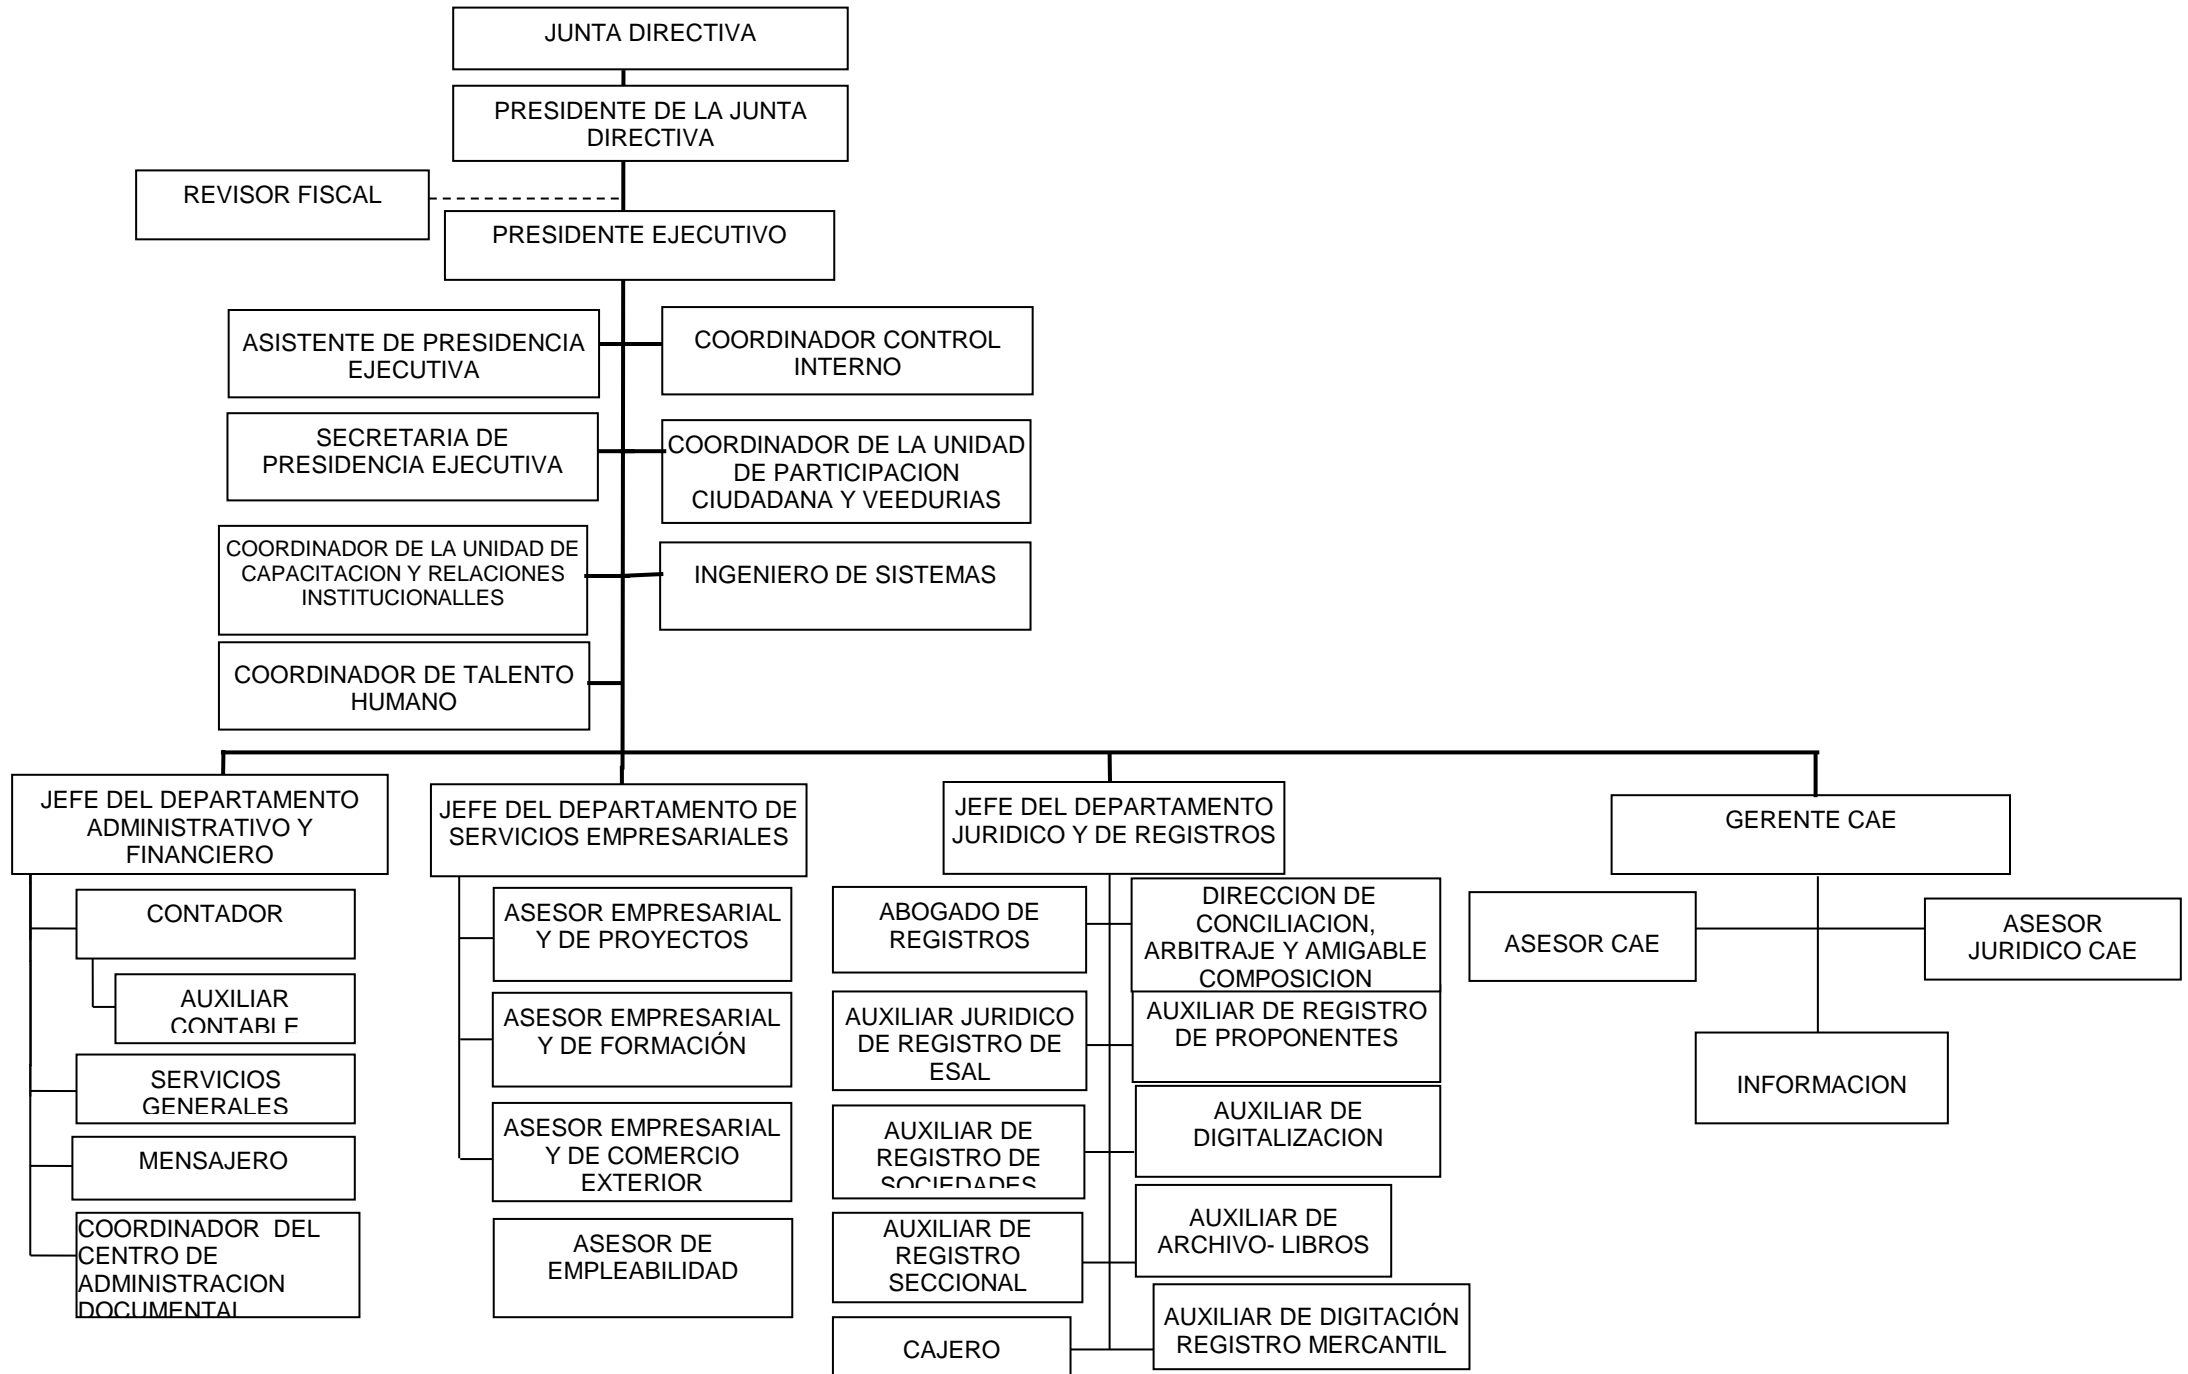 JUNTA DIRECTIVA
PRESIDENTE DE LA JUNTA
DIRECTIVA
REVISOR FISCAL
PRESIDENTE EJECUTIVO
ASISTENTE DE PRESIDENCIA
EJECUTIVA
COORDINADOR CONTROL
INTERNO
SECRETARIA DE
PRESIDENCIA EJECUTIVA
COORDINADOR DE LA UNIDAD
DE PARTICIPACION
CIUDADANA Y VEEDURIAS
COORDINADOR DE LA UNIDAD DE
CAPACITACION Y RELACIONES
INSTITUCIONALLES
INGENIERO DE SISTEMAS
COORDINADOR DE TALENTO
HUMANO
JEFE DEL DEPARTAMENTO
ADMINISTRATIVO Y
FINANCIERO
JEFE DEL DEPARTAMENTO DE
SERVICIOS EMPRESARIALES
JEFE DEL DEPARTAMENTO
JURIDICO Y DE REGISTROS
GERENTE CAE
CONTADOR
AUXILIAR
CONTABLE
SERVICIOS
GENERALES
MENSAJERO
COORDINADOR DEL
CENTRO DE
ADMINISTRACION
DOCUMENTAL
ASESOR EMPRESARIAL
Y DE PROYECTOS
ASESOR EMPRESARIAL
Y DE FORMACIÓN
ASESOR EMPRESARIAL
Y DE COMERCIO
EXTERIOR
ASESOR DE
EMPLEABILIDAD
ABOGADO DE
REGISTROS
DIRECCION DE
CONCILIACION,
ARBITRAJE Y AMIGABLE
COMPOSICION
AUXILIAR JURIDICO
DE REGISTRO DE
ESAL
AUXILIAR DE REGISTRO
DE PROPONENTES
AUXILIAR DE
REGISTRO DE
SOCIEDADES
AUXILIAR DE
DIGITALIZACION
AUXILIAR DE
REGISTRO
SECCIONAL
AUXILIAR DE
ARCHIVO- LIBROS
CAJERO
AUXILIAR DE DIGITACIÓN
REGISTRO MERCANTIL
ASESOR CAE
ASESOR
JURIDICO CAE
INFORMACION